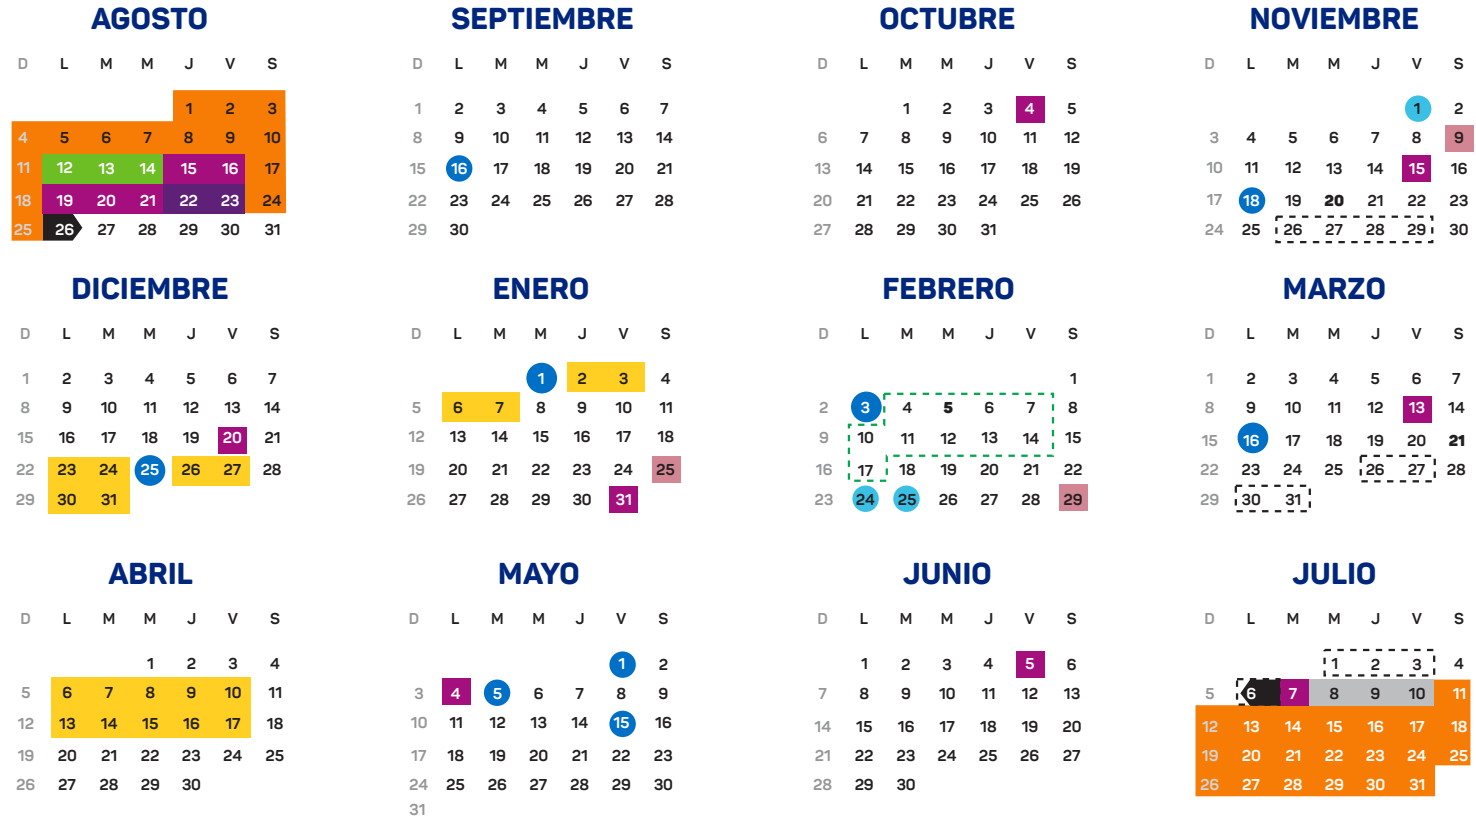 AGOSTO
D L M M J V S
1 2 3
4 5 6 7 8 9 10
11 12 13 14 15 16 17
18 19 20 21 22 23 24
25 26 27 28 29 30 31
SEPTIEMBRE
D L M M J V S
1 2 3 4 5 6 7
8 9 10 11 12 13 14
15 16 17 18 19 20 21
22 23 24 25 26 27 28
29 30
OCTUBRE
D L M M J V S
1 2 3 4 5
6 7 8 9 10 11 12
13 14 15 16 17 18 19
20 21 22 23 24 25 26
27 28 29 30 31
NOVIEMBRE
D L M M J V S
1 2
3 4 5 6 7 8 9
10 11 12 13 14 15 16
17 18 19 20 21 22 23
24 25 26 27 28 29 30
DICIEMBRE
D L M M J V S
1 2 3 4 5 6 7
8 9 10 11 12 13 14
15 16 17 18 19 20 21
22 23 24 25 26 27 28
29 30 31
ENERO
D L M M J V S
1 2 3 4
5 6 7 8 9 10 11
12 13 14 15 16 17 18
19 20 21 22 23 24 25
26 27 28 29 30 31
FEBRERO
D L M M J V S
1
2 3 4 5 6 7 8
9 10 11 12 13 14 15
16 17 18 19 20 21 22
23 24 25 26 27 28 29
MARZO
D L M M J V S
1 2 3 4 5 6 7
8 9 10 11 12 13 14
15 16 17 18 19 20 21
22 23 24 25 26 27 28
29 30 31
ABRIL
D L M M J V S
1 2 3 4
5 6 7 8 9 10 11
12 13 14 15 16 17 18
19 20 21 22 23 24 25
26 27 28 29 30
MAYO
D L M M J V S
1 2
3 4 5 6 7 8 9
10 11 12 13 14 15 16
17 18 19 20 21 22 23
24 25 26 27 28 29 30
31
JUNIO
D L M M J V S
1 2 3 4 5 6
7 8 9 10 11 12 13
14 15 16 17 18 19 20
21 22 23 24 25 26 27
28 29 30
JULIO
D L M M J V S
1 2 3 4
5 6 7 8 9 10 11
12 13 14 15 16 17 18
19 20 21 22 23 24 25
26 27 28 29 30 31